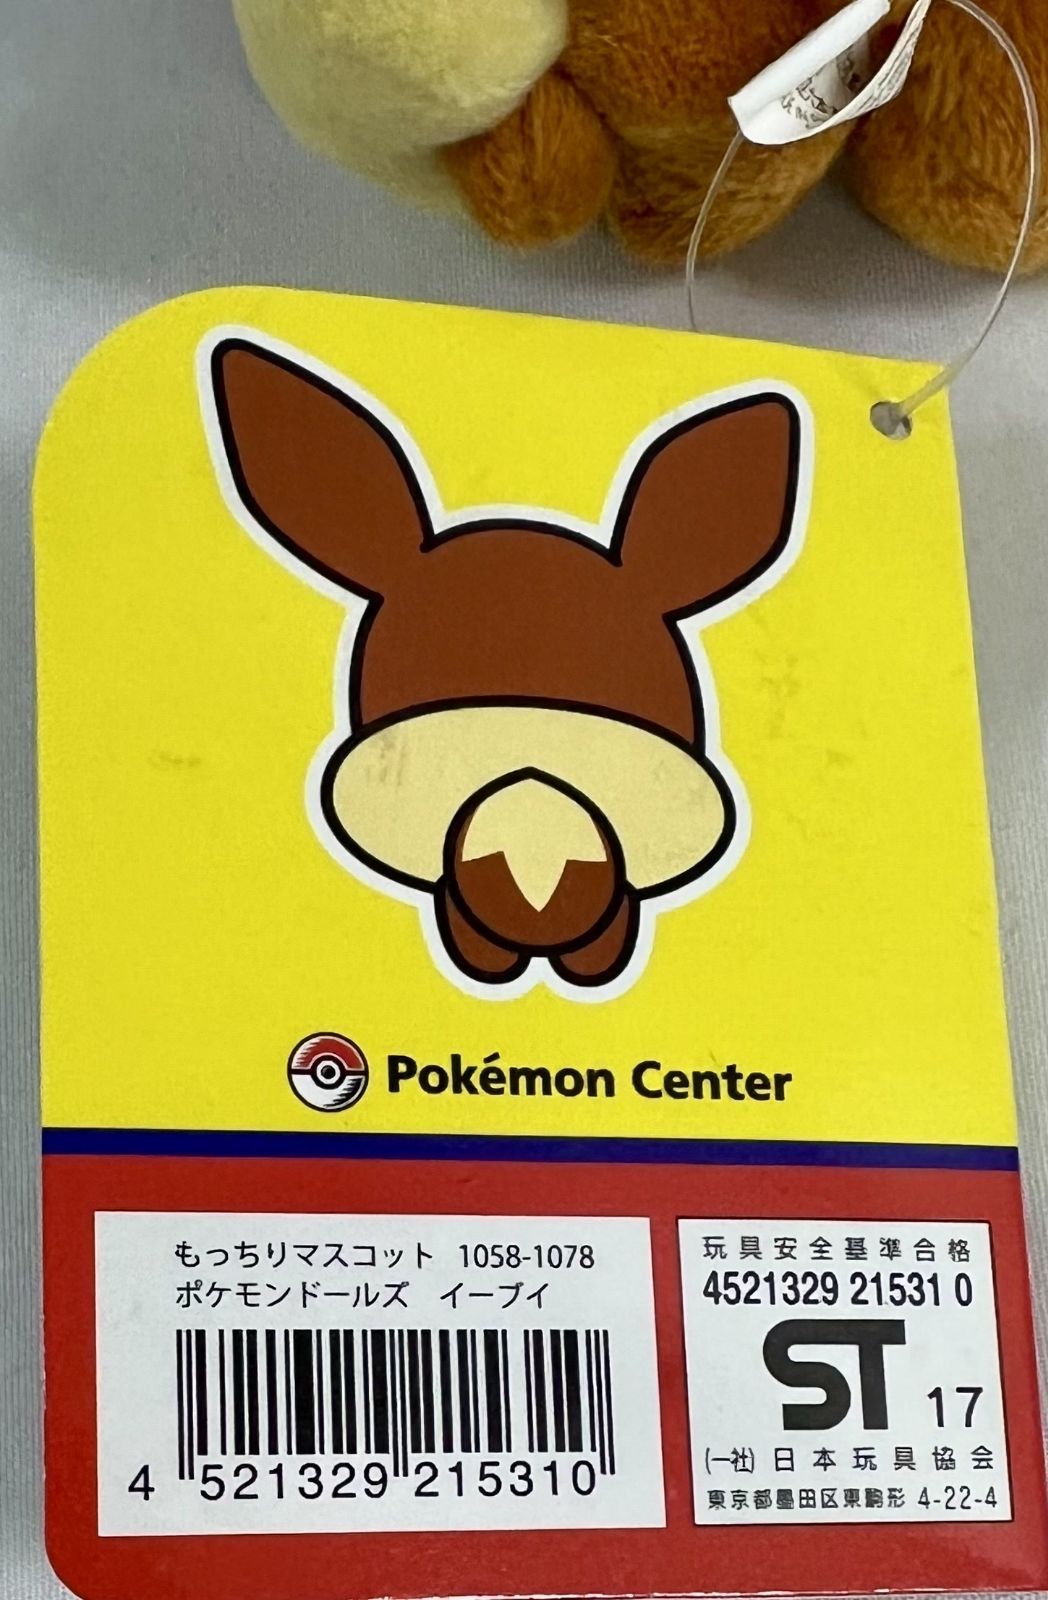 Pokémon Center
もっちりマスコット 1058-1078
ポケモンドールズ イーブイ
4 521329 215310
玩具安全基準合格
4521329 21531 0
ST 17
(一社)日本玩具協会
東京都墨田区東駒形 4-22-4